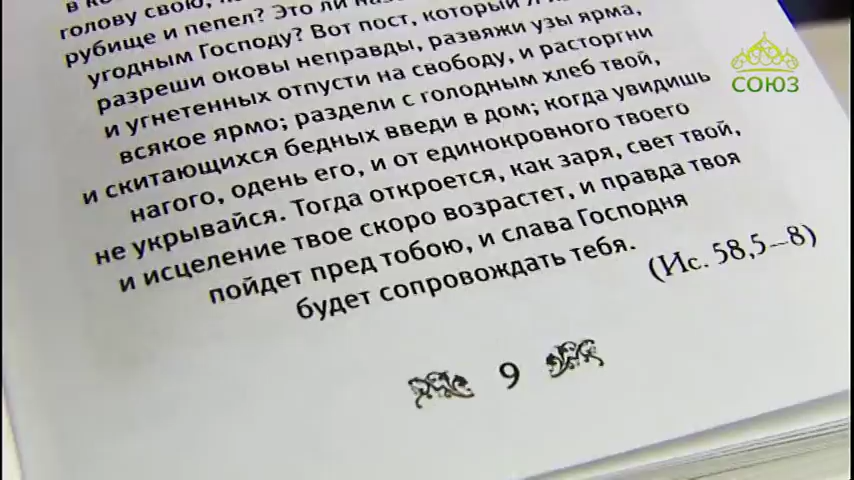 голову свою,
рубище и пепел? Это ли
угодным Господу? Вот пост, который
разреши оковы неправды, развяжи узы ярма,
и угнетенных отпусти на свободу, и расторгни
всякое ярмо; раздели с голодным хлеб твой,
и скитающихся бедных введи в дом; когда увидишь
нагого, одень его, и от единокровного твоего
не укрывайся. Тогда откроется, как заря, свет твой,
и исцеление твое скоро возрастет, и правда твоя
пойдет пред тобою, и слава Господня
будет сопровождать тебя.
(Ис. 58,5—8)
9
СОЮЗ